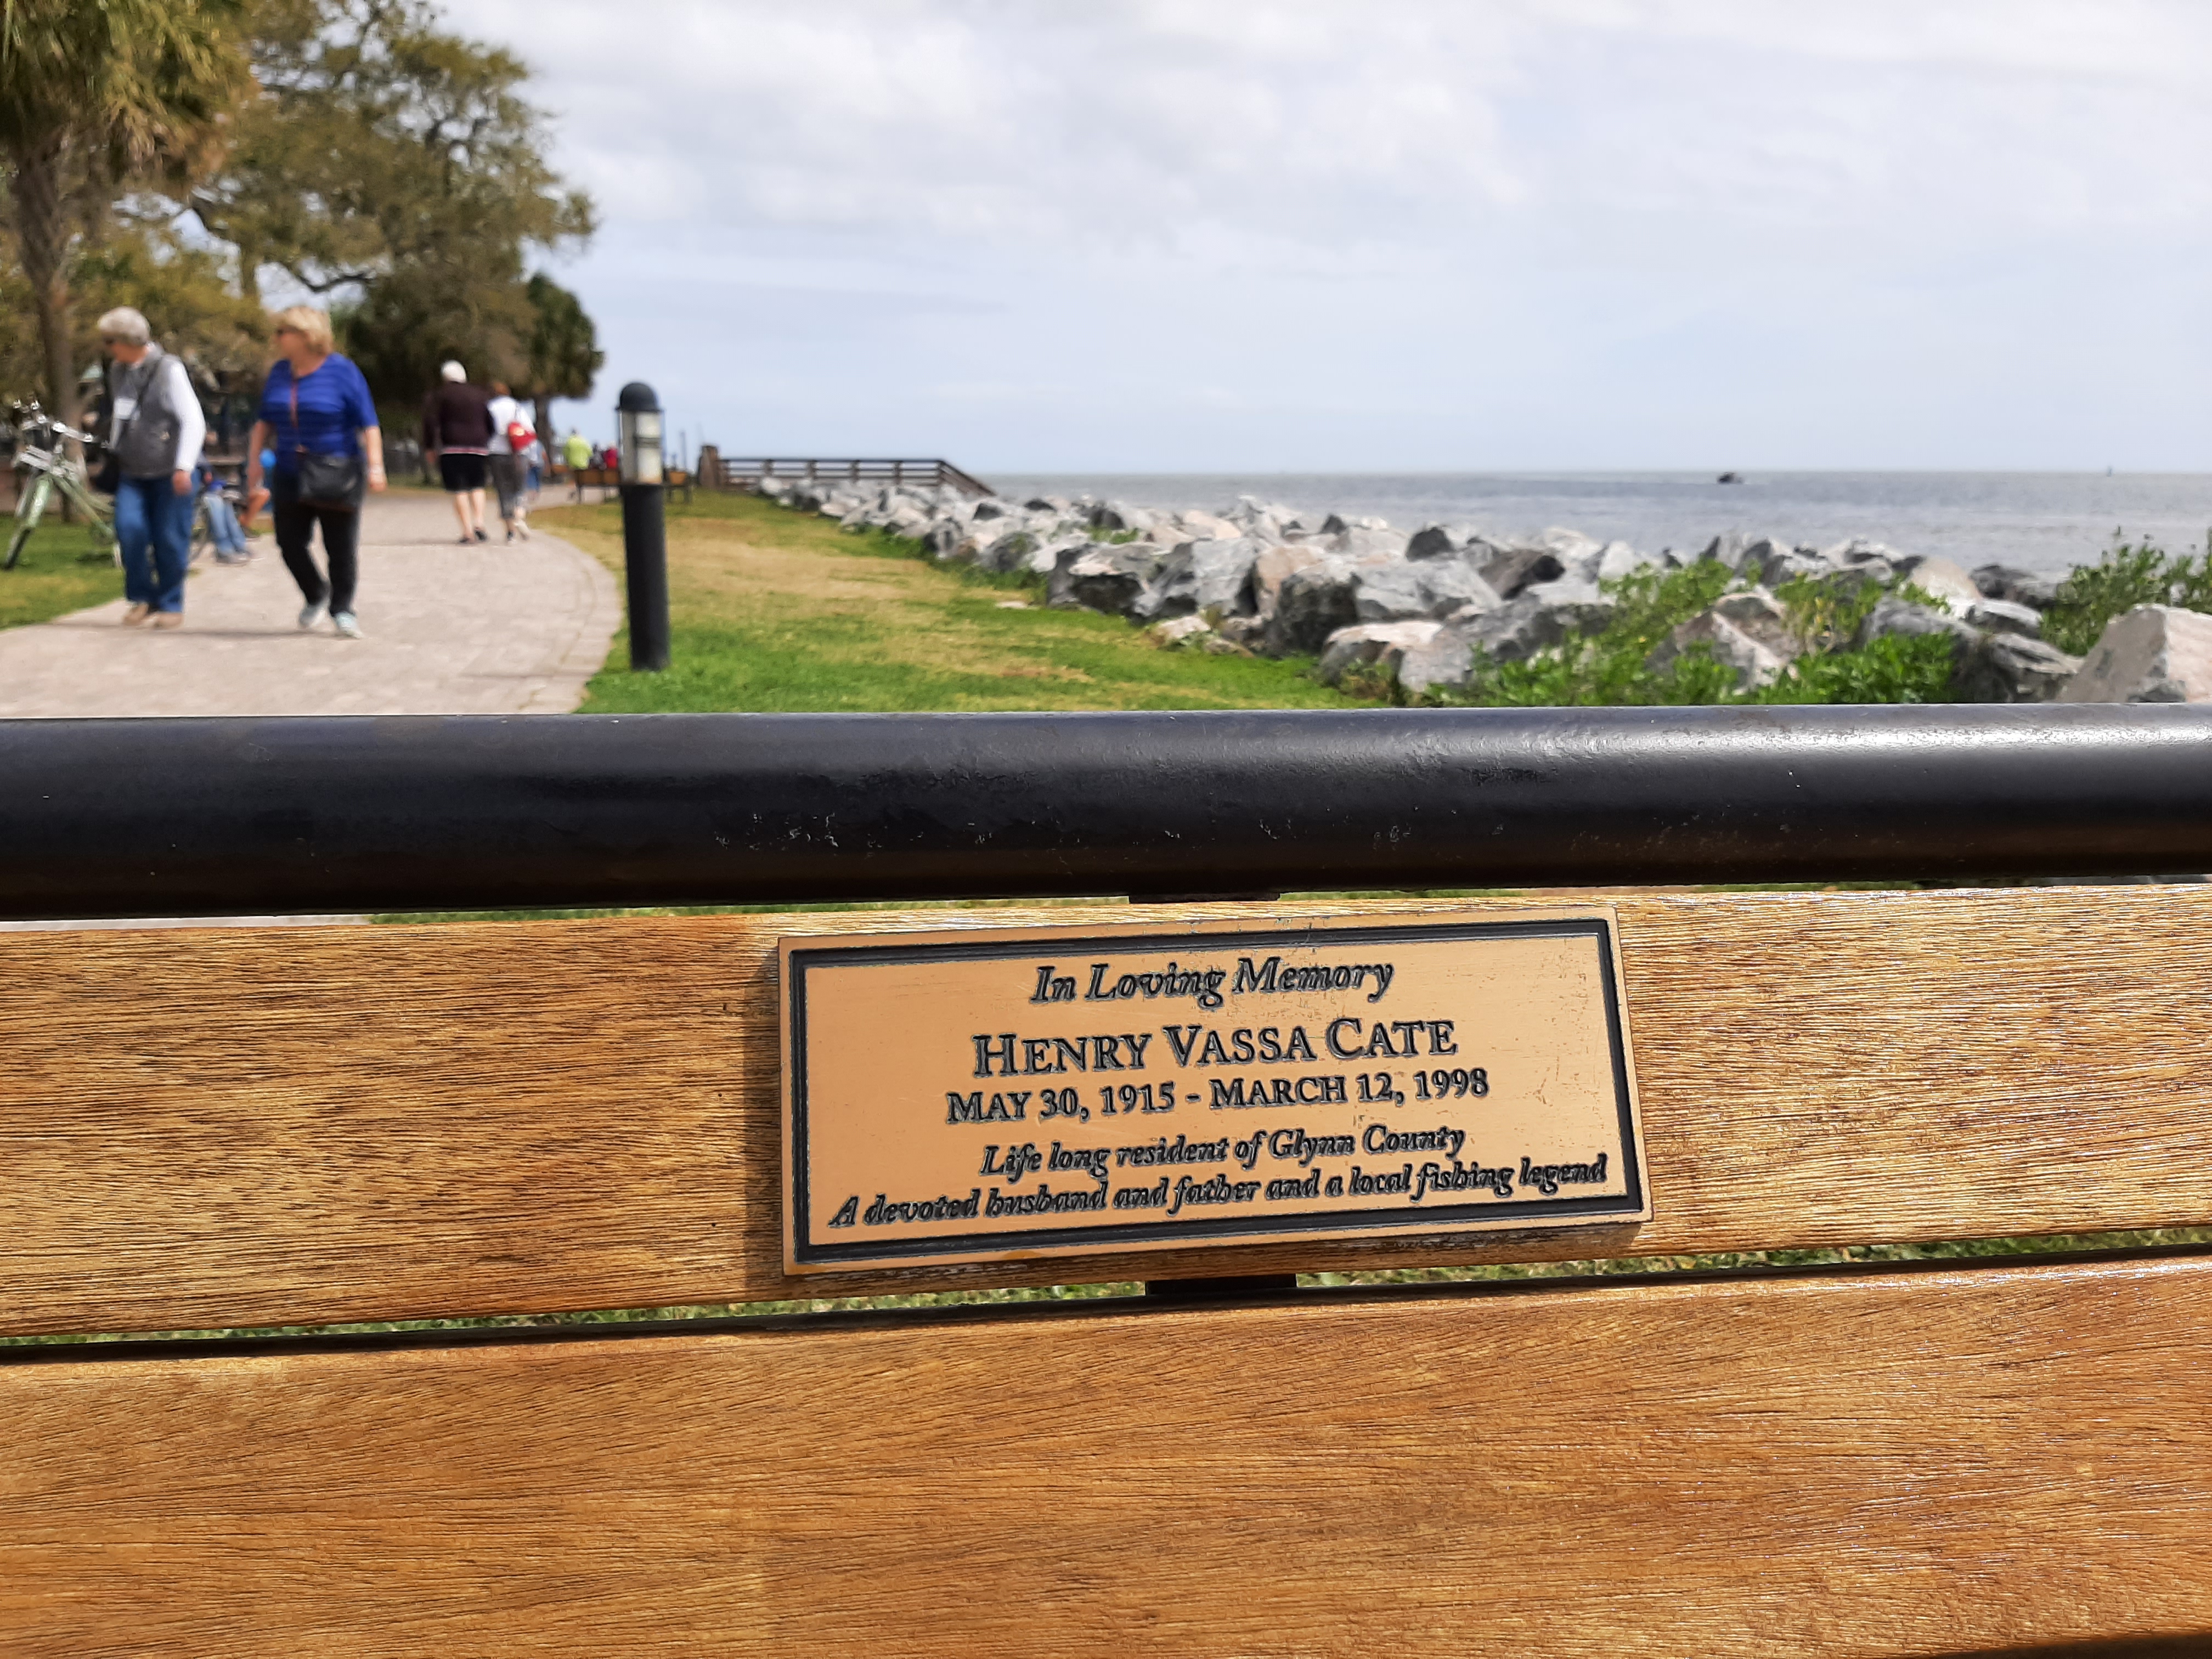 In Loving Memory
HENRY VASSA CATE
MAY 30, 1915 - MARCH 12, 1998
Life long resident of Glynn County
A devoted husband and father and a local fishing legend